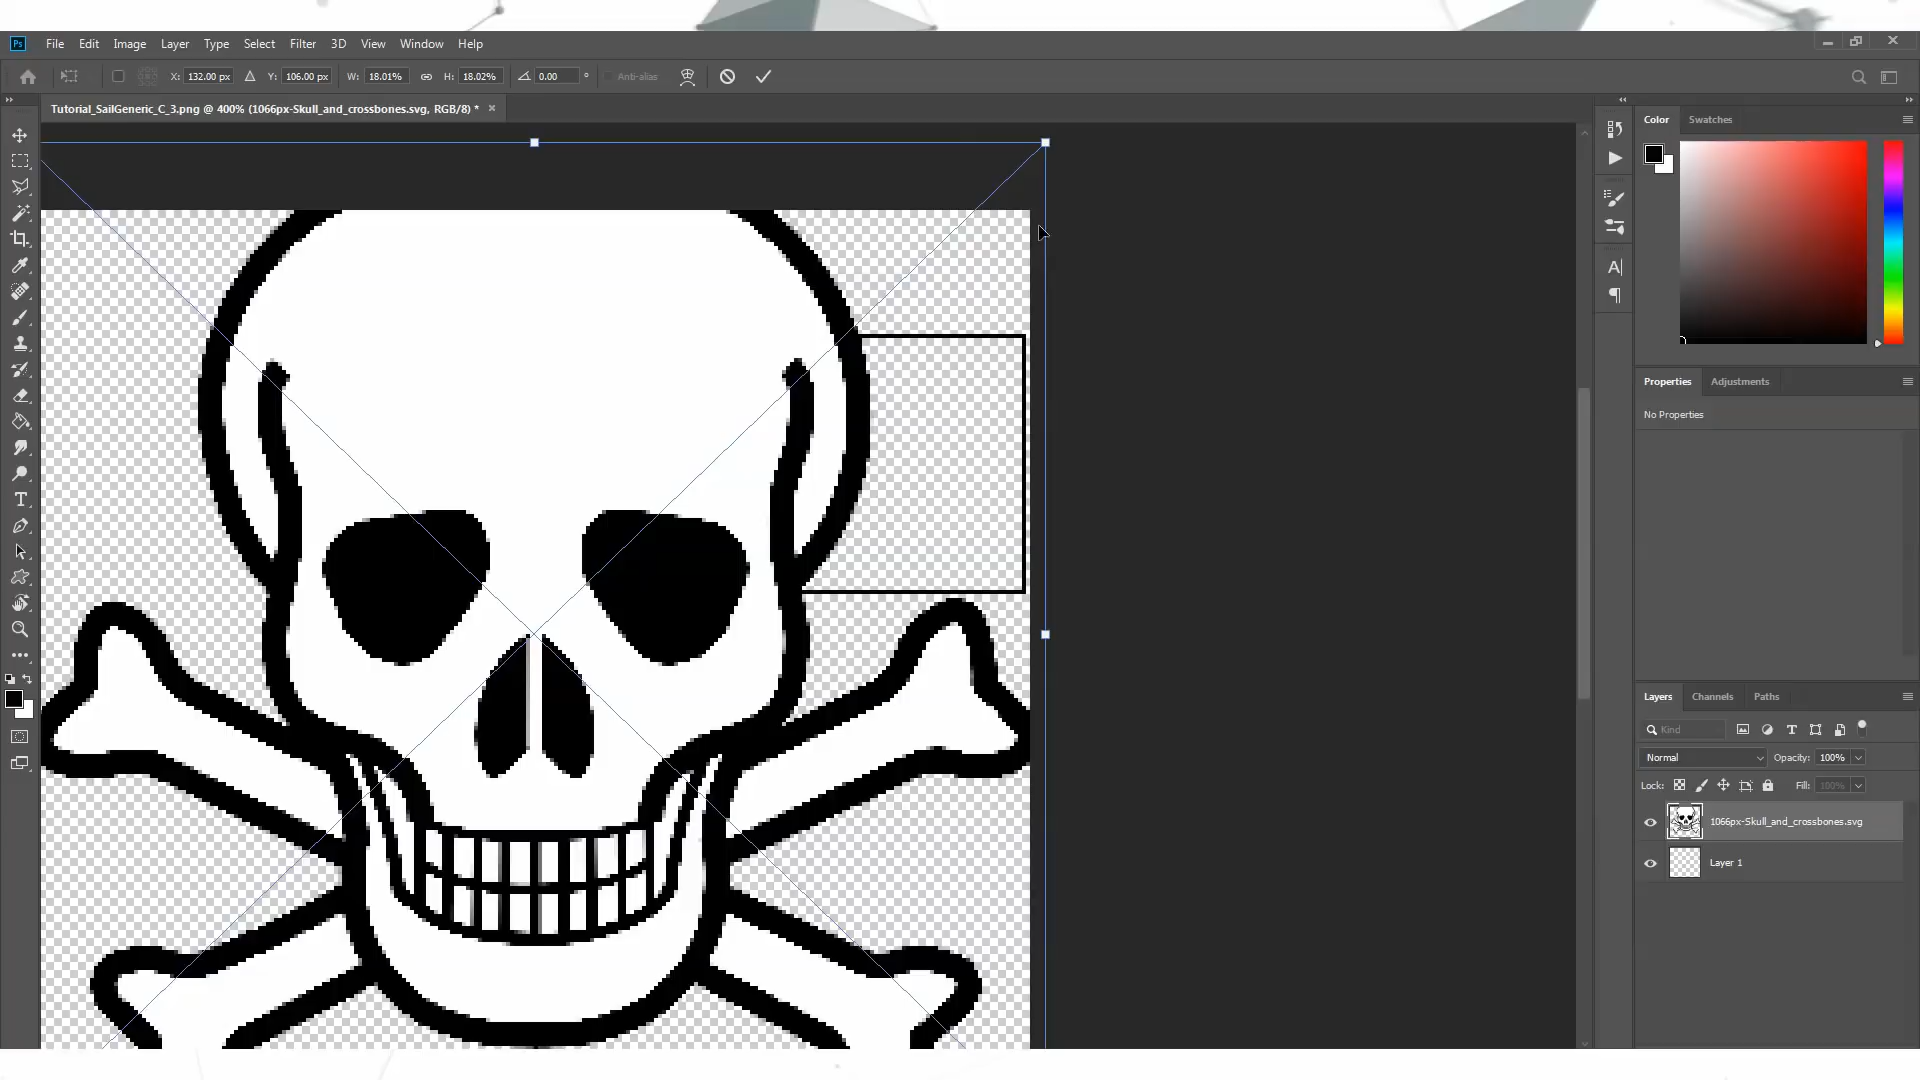 Ps File Edit Image Layer Type Select Filter 3D View Window Help
X: 132.00 px Y: 106.00 px W: 18.01% H: 18.02% 0.00 ° Anti-alias
Tutorial_SailGeneric_C_3.png @ 400% (1066px-Skull_and_crossbones.svg, RGB/8) *
Color Swatches
Properties Adjustments
No Properties
Layers Channels Paths
Kind
Normal Opacity: 100%
Lock: Fill: 100%
1066px-Skull_and_crossbones.svg
Layer 1